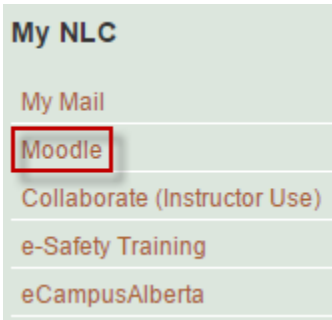 My NLC
My Mail
Moodle
Collaborate (Instructor Use)
e-Safety Training
eCampusAlberta